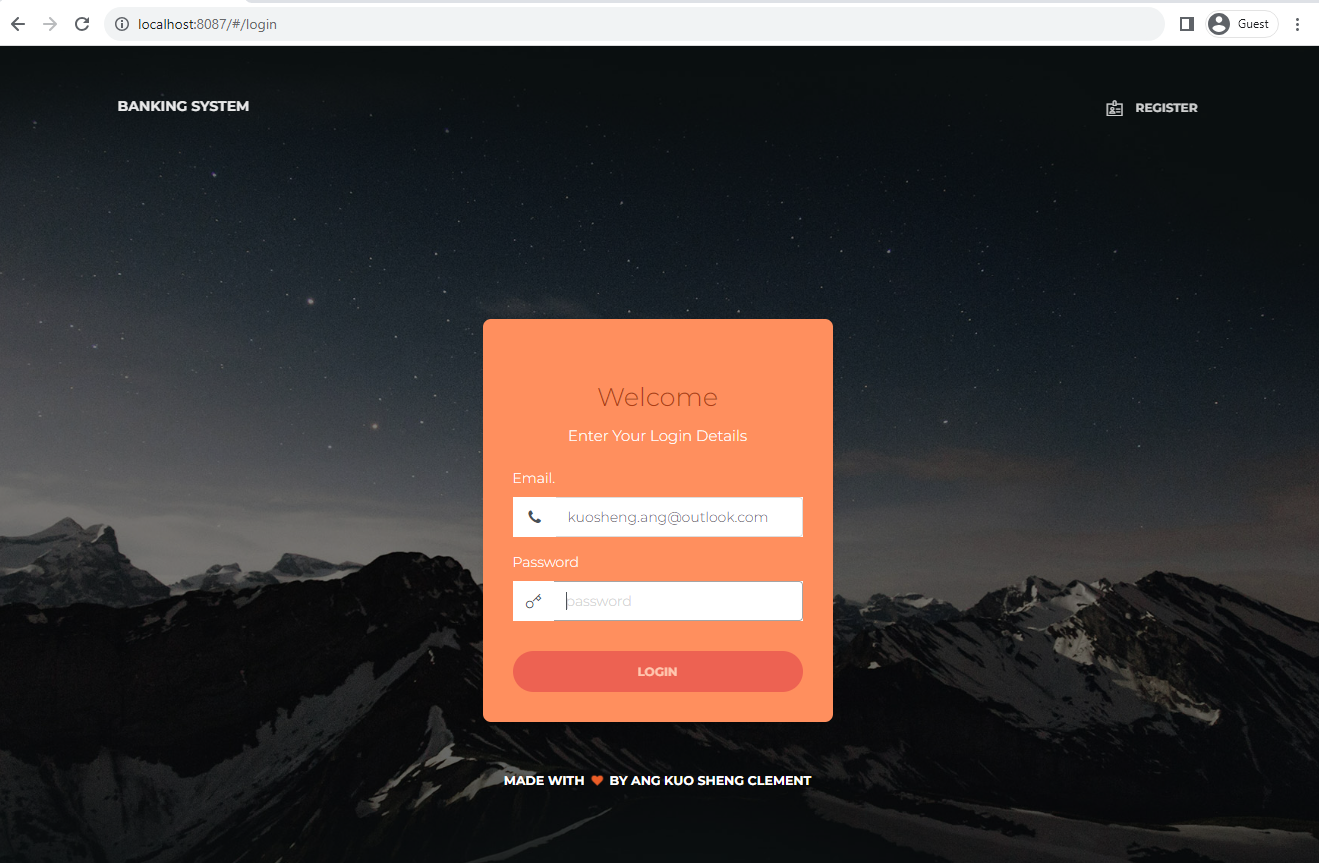 localhost:8087/#/login
Guest
BANKING SYSTEM
REGISTER
Welcome
Enter Your Login Details
Email.
kuosheng.ang@outlook.com
Password
password
LOGIN
MADE WITH ❤ BY ANG KUO SHENG CLEMENT